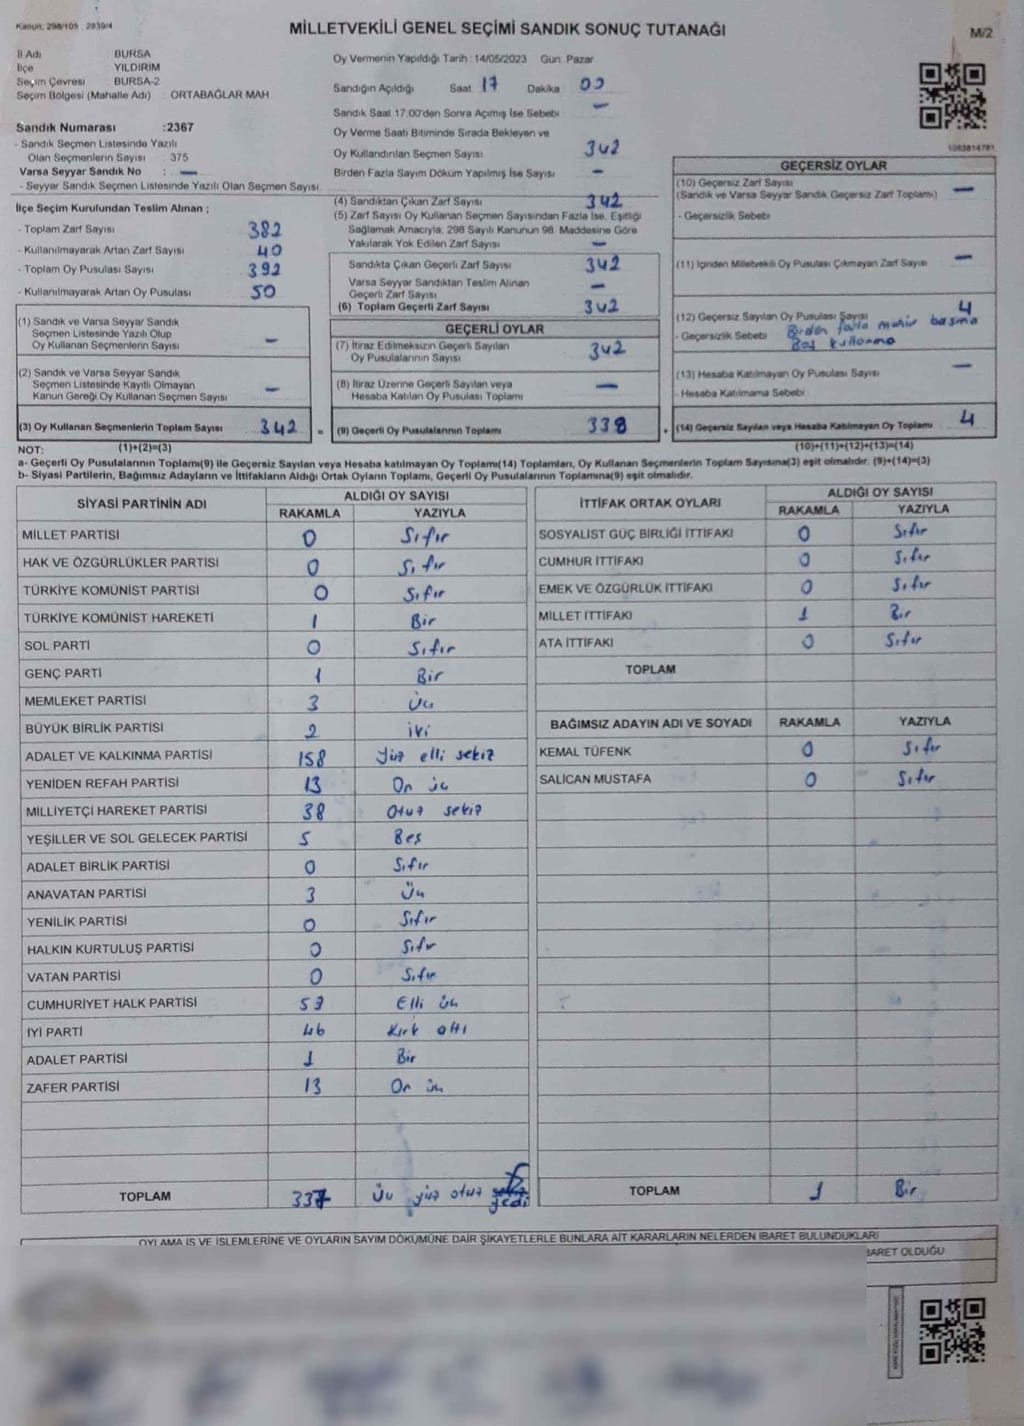 Kanun: 298/105 2839/4
MİLLETVEKİLİ GENEL SEÇİMİ SANDIK SONUÇ TUTANAĞI
M/2
İl Adı BURSA
İlçe YILDIRIM
Seçim Çevresi BURSA-2
Seçim Bölgesi (Mahalle Adı) ORTABAĞLAR MAH
Sandık Numarası :2367
- Sandık Seçmen Listesinde Yazılı
Olan Seçmenlerin Sayısı : 375
Varsa Seyyar Sandık No : —
- Seyyar Sandık Seçmen Listesinde Yazılı Olan Seçmen Sayısı
İlçe Seçim Kurulundan Teslim Alınan ;
- Toplam Zarf Sayısı 382
- Kullanılmayarak Artan Zarf Sayısı 40
- Toplam Oy Pusulası Sayısı 392
- Kullanılmayarak Artan Oy Pusulası 50
Oy Vermenin Yapıldığı Tarih : 14/05/2023 Gün: Pazar
Sandığın Açıldığı Saat 17 Dakika 00
Sandık Saat 17:00'den Sonra Açımış İse Sebebi —
Oy Verme Saati Bitiminde Sırada Bekleyen ve
Oy Kullandırılan Seçmen Sayısı 342
Birden Fazla Sayım Döküm Yapılmış İse Sayısı —
(4) Sandıktan Çıkan Zarf Sayısı 342
(5) Zarf Sayısı Oy Kullanan Seçmen Sayısından Fazla İse, Eşitliği
Sağlamak Amacıyla, 298 Sayılı Kanunun 98. Maddesine Göre
Yakılarak Yok Edilen Zarf Sayısı —
Sandıkta Çıkan Geçerli Zarf Sayısı 342
Varsa Seyyar Sandıktan Teslim Alınan
Geçerli Zarf Sayısı —
(6) Toplam Geçerli Zarf Sayısı 342
1083814781
GEÇERSİZ OYLAR
(10) Geçersiz Zarf Sayısı
(Sandık ve Varsa Seyyar Sandık Geçersiz Zarf Toplamı) —
- Geçersizlik Sebebi
(11) İçinden Milletvekili Oy Pusulası Çıkmayan Zarf Sayısı —
(12) Geçersiz Sayılan Oy Pusulası Sayısı 4
- Geçersizlik Sebebi Birden fazla mühür basma
Boş kullanma
(13) Hesaba Katılmayan Oy Pusulası Sayısı —
- Hesaba Katılmama Sebebi
(14) Geçersiz Sayılan veya Hesaba Katılmayan Oy Toplamı 4
(10)+(11)+(12)+(13)=(14)
(1) Sandık ve Varsa Seyyar Sandık
Seçmen Listesinde Yazılı Olup
Oy Kullanan Seçmenlerin Sayısı —
(2) Sandık ve Varsa Seyyar Sandık
Seçmen Listesinde Kayıtlı Olmayan
Kanun Gereği Oy Kullanan Seçmen Sayısı —
(3) Oy Kullanan Seçmenlerin Toplam Sayısı 342 =
(1)+(2)=(3)
GEÇERLİ OYLAR
(7) İtiraz Edilmeksizin Geçerli Sayılan
Oy Pusulalarının Sayısı 342
(8) İtiraz Üzerine Geçerli Sayılan veya
Hesaba Katılan Oy Pusulası Toplamı —
(9) Geçerli Oy Pusulalarının Toplamı 338 +
NOT:
a- Geçerli Oy Pusulalarının Toplamı(9) ile Geçersiz Sayılan veya Hesaba katılmayan Oy Toplamı(14) Toplamları, Oy Kullanan Seçmenlerin Toplam Sayısına(3) eşit olmalıdır. (9)+(14)=(3)
b- Siyasi Partilerin, Bağımsız Adayların ve İttifakların Aldığı Ortak Oyların Toplamı, Geçerli Oy Pusulalarının Toplamına(9) eşit olmalıdır.
SİYASİ PARTİNİN ADI ALDIĞI OY SAYISI
RAKAMLA YAZIYLA
MİLLET PARTİSİ 0 Sıfır
HAK VE ÖZGÜRLÜKLER PARTİSİ 0 Sıfır
TÜRKİYE KOMÜNİST PARTİSİ 0 Sıfır
TÜRKİYE KOMÜNİST HAREKETİ 1 Bir
SOL PARTİ 0 Sıfır
GENÇ PARTİ 1 Bir
MEMLEKET PARTİSİ 3 Üç
BÜYÜK BİRLİK PARTİSİ 2 iki
ADALET VE KALKINMA PARTİSİ 158 Yüz elli sekiz
YENİDEN REFAH PARTİSİ 13 On üç
MİLLİYETÇİ HAREKET PARTİSİ 38 Otuz sekiz
YEŞİLLER VE SOL GELECEK PARTİSİ 5 Beş
ADALET BİRLİK PARTİSİ 0 Sıfır
ANAVATAN PARTİSİ 3 Üç
YENİLİK PARTİSİ 0 Sıfır
HALKIN KURTULUŞ PARTİSİ 0 Sıfır
VATAN PARTİSİ 0 Sıfır
CUMHURİYET HALK PARTİSİ 53 Elli üç
İYİ PARTİ 46 Kırk altı
ADALET PARTİSİ 1 Bir
ZAFER PARTİSİ 13 On üç
TOPLAM 337 Üç yüz otuz yedi
İTTİFAK ORTAK OYLARI ALDIĞI OY SAYISI
RAKAMLA YAZIYLA
SOSYALİST GÜÇ BİRLİĞİ İTTİFAKI 0 Sıfır
CUMHUR İTTİFAKI 0 Sıfır
EMEK VE ÖZGÜRLÜK İTTİFAKI 0 Sıfır
MİLLET İTTİFAKI 1 Bir
ATA İTTİFAKI 0 Sıfır
TOPLAM
BAĞIMSIZ ADAYIN ADI VE SOYADI RAKAMLA YAZIYLA
KEMAL TÜFENK 0 Sıfır
SALİCAN MUSTAFA 0 Sıfır
TOPLAM 1 Bir
OYLAMA İŞ VE İŞLEMLERİNE VE OYLARIN SAYIM DÖKÜMÜNE DAİR ŞİKAYETLERLE BUNLARA AİT KARARLARIN NELERDEN İBARET BULUNDUKLARI
BARET OLDUĞU